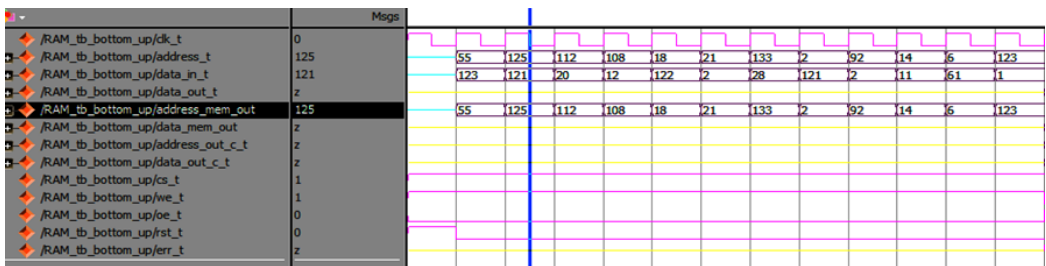 Msgs
/RAM_tb_bottom_up/clk_t 0
/RAM_tb_bottom_up/address_t 125 55 125 112 108 18 21 133 2 92 14 6 123
/RAM_tb_bottom_up/data_in_t 121 123 121 20 12 122 2 28 121 2 11 61 1
/RAM_tb_bottom_up/data_out_t z
/RAM_tb_bottom_up/address_mem_out 125 55 125 112 108 18 21 133 2 92 14 6 123
/RAM_tb_bottom_up/data_mem_out z
/RAM_tb_bottom_up/address_out_c_t z
/RAM_tb_bottom_up/data_out_c_t z
/RAM_tb_bottom_up/cs_t 1
/RAM_tb_bottom_up/we_t 1
/RAM_tb_bottom_up/oe_t 0
/RAM_tb_bottom_up/rst_t 0
/RAM_tb_bottom_up/err_t z